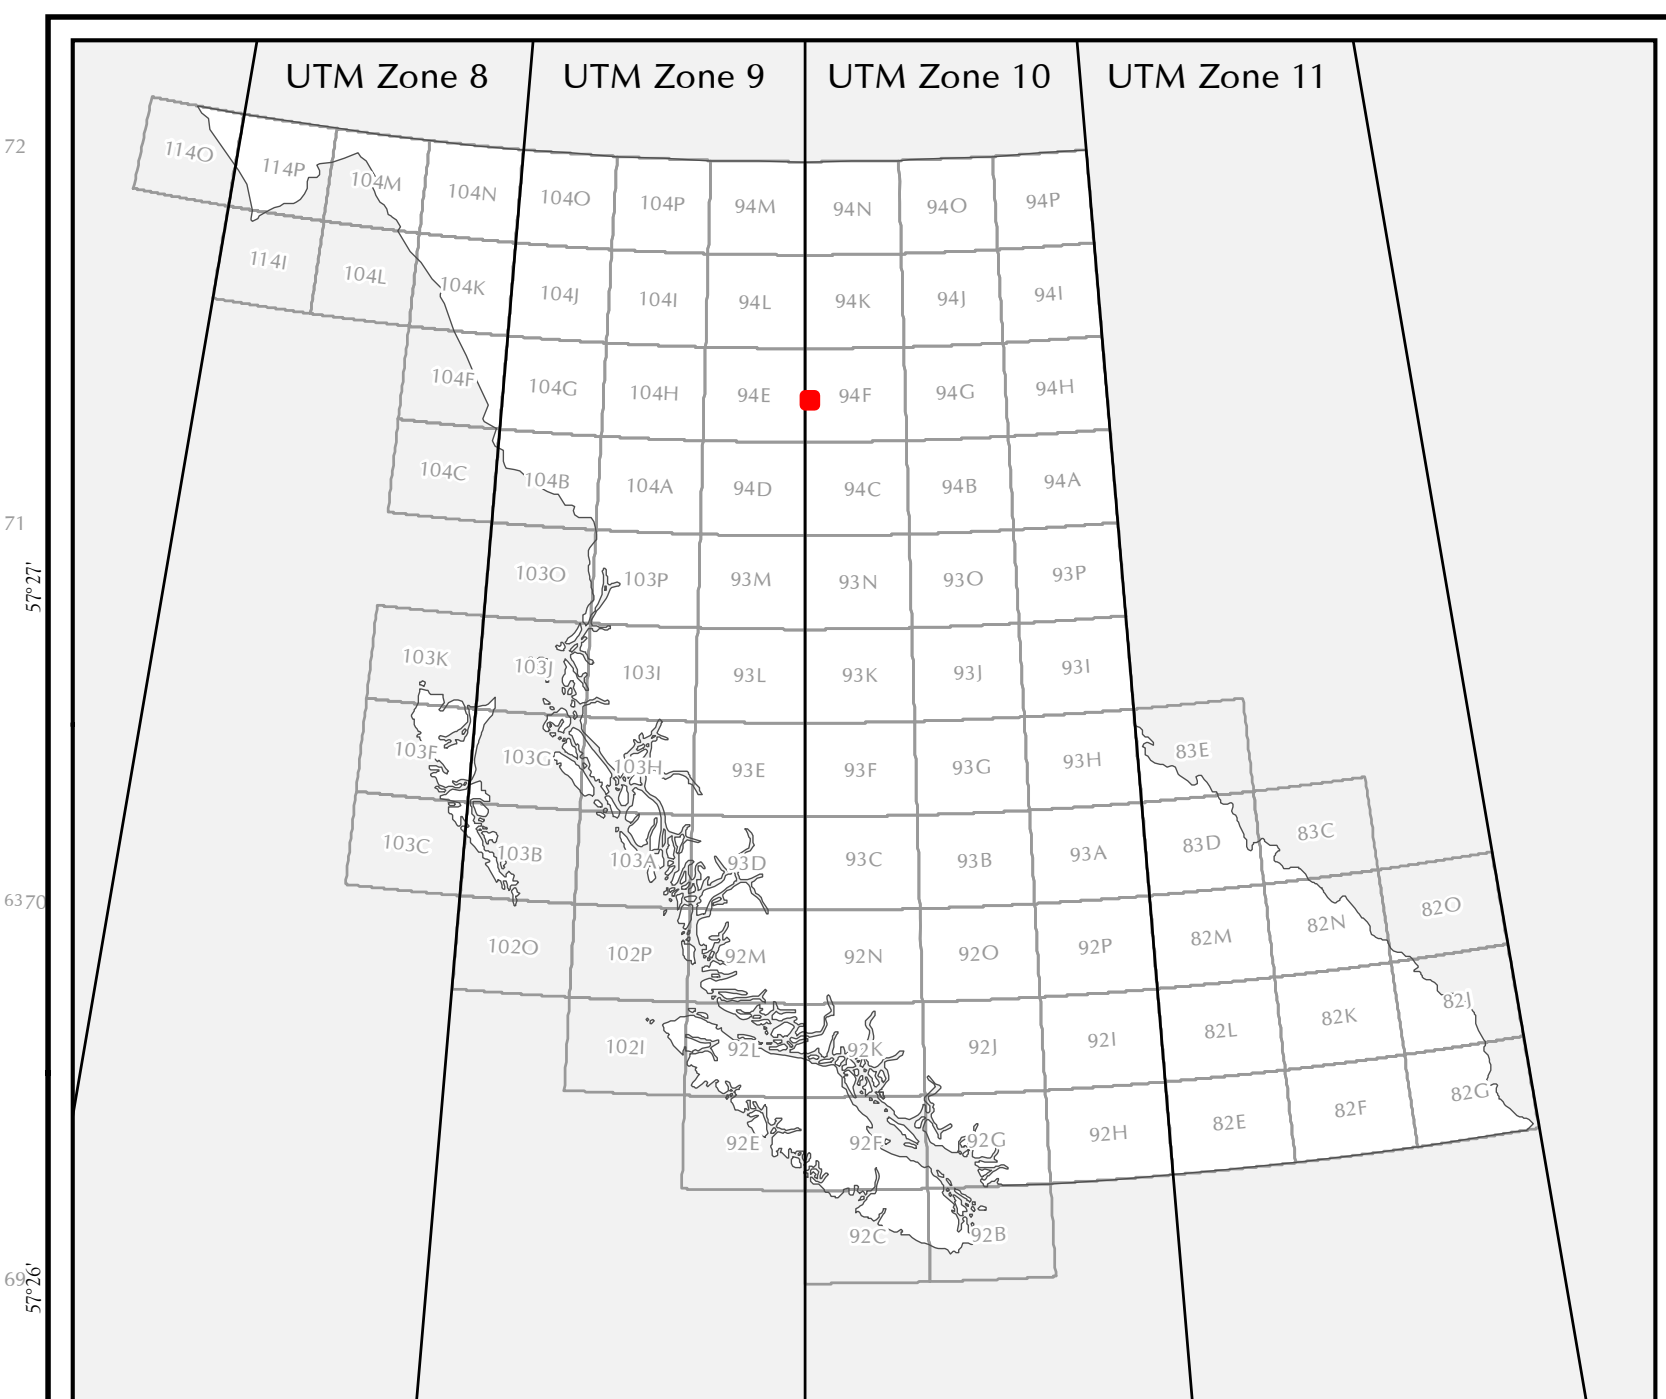 UTM Zone 8 UTM Zone 9 UTM Zone 10 UTM Zone 11
72
114O 114P 104M 104N 104O 104P 94M 94N 94O 94P
114I 104L 104K 104J 104I 94L 94K 94J 94I
104F 104G 104H 94E 94F 94G 94H
104C 104B 104A 94D 94C 94B 94A
71
57°27'
103O 103P 93M 93N 93O 93P
103K 103J 103I 93L 93K 93J 93I
103F 103G 103H 93E 93F 93G 93H 83E
103C 103B 103A 93D 93C 93B 93A 83D 83C
6370
102O 102P 92M 92N 92O 92P 82M 82N 82O
102I 92L 92K 92J 92I 82L 82K 82J
92E 92F 92G 92H 82E 82F 82G
92C 92B
69
57°26'